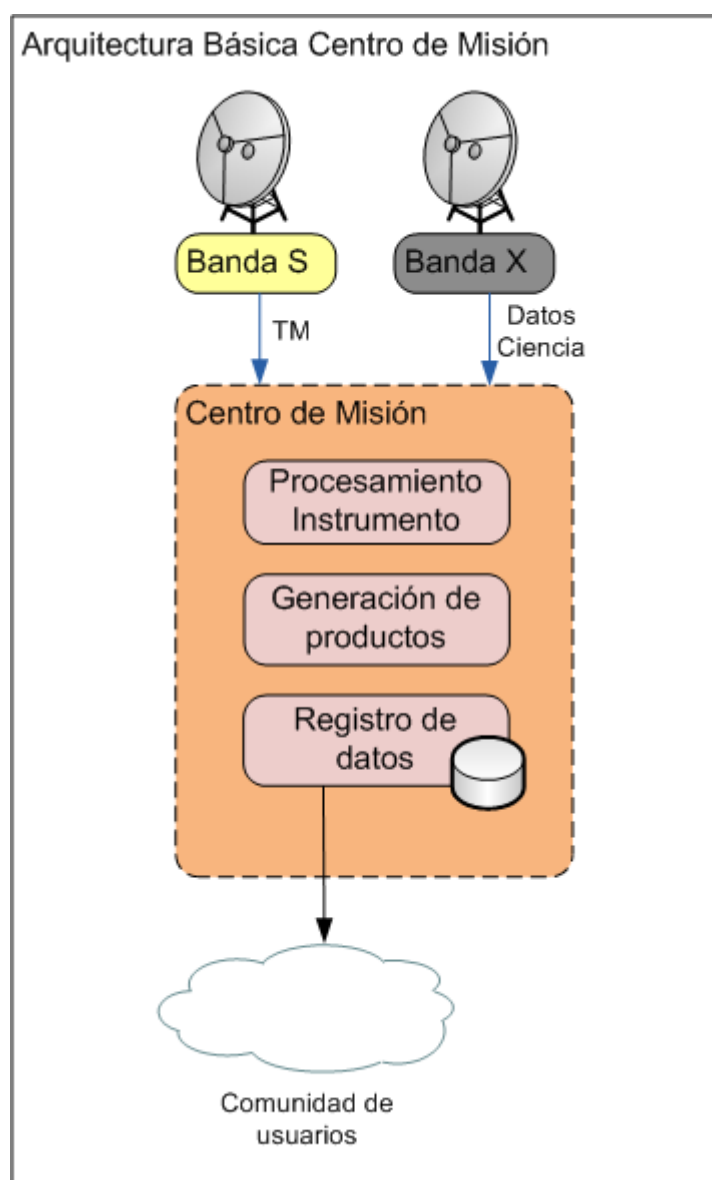 Arquitectura Básica Centro de Misión
Banda S
Banda X
TM
Datos
Ciencia
Centro de Misión
Procesamiento
Instrumento
Generación de
productos
Registro de
datos
Comunidad de
usuarios